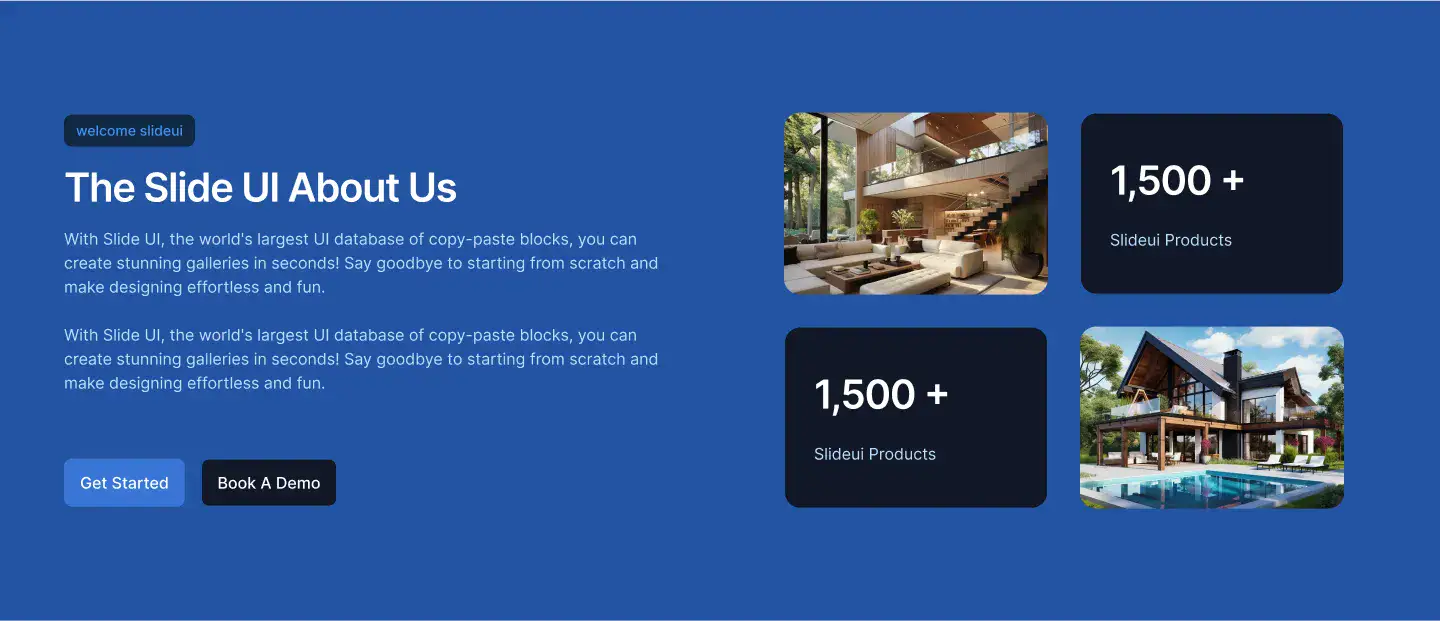 welcome slideui
The Slide UI About Us
With Slide UI, the world's largest UI database of copy-paste blocks, you can
create stunning galleries in seconds! Say goodbye to starting from scratch and
make designing effortless and fun.
With Slide UI, the world's largest UI database of copy-paste blocks, you can
create stunning galleries in seconds! Say goodbye to starting from scratch and
make designing effortless and fun.
Get Started
Book A Demo
1,500 +
Slideui Products
1,500 +
Slideui Products